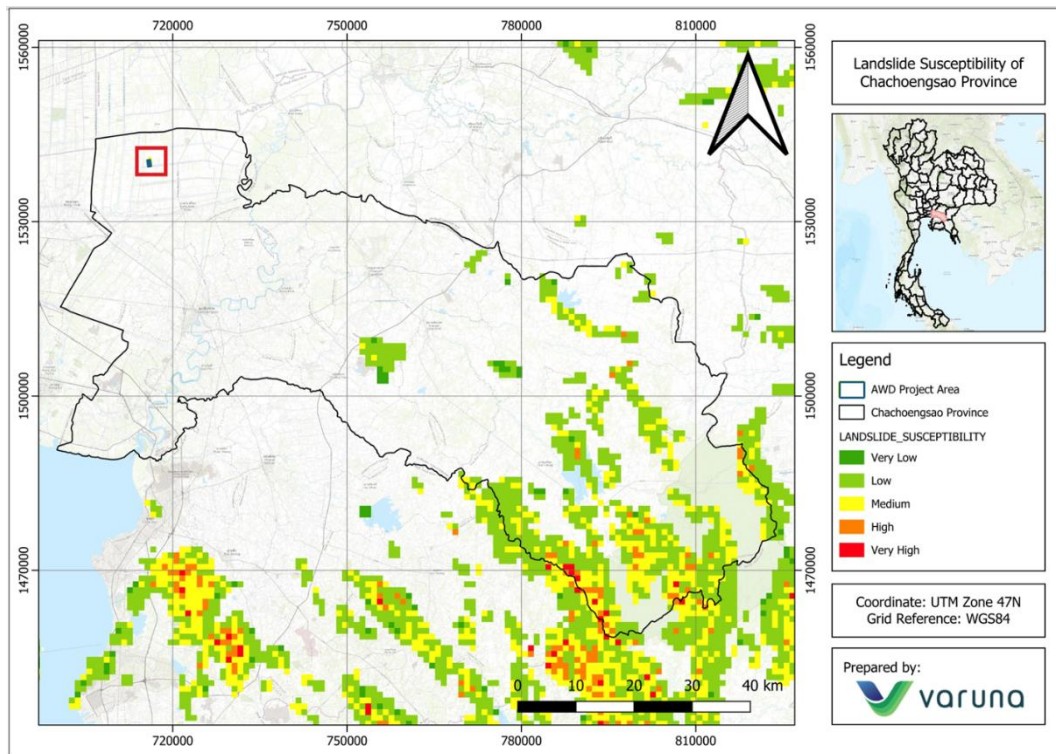 720000
750000
780000
810000
1560000
1530000
1500000
1470000
1560000
1530000
1500000
1470000
720000
750000
780000
810000
0 10 20 30 40 km
Landslide Susceptibility of
Chachoengsao Province
Legend
AWD Project Area
Chachoengsao Province
LANDSLIDE_SUSCEPTIBILITY
Very Low
Low
Medium
High
Very High
Coordinate: UTM Zone 47N
Grid Reference: WGS84
Prepared by:
varuna